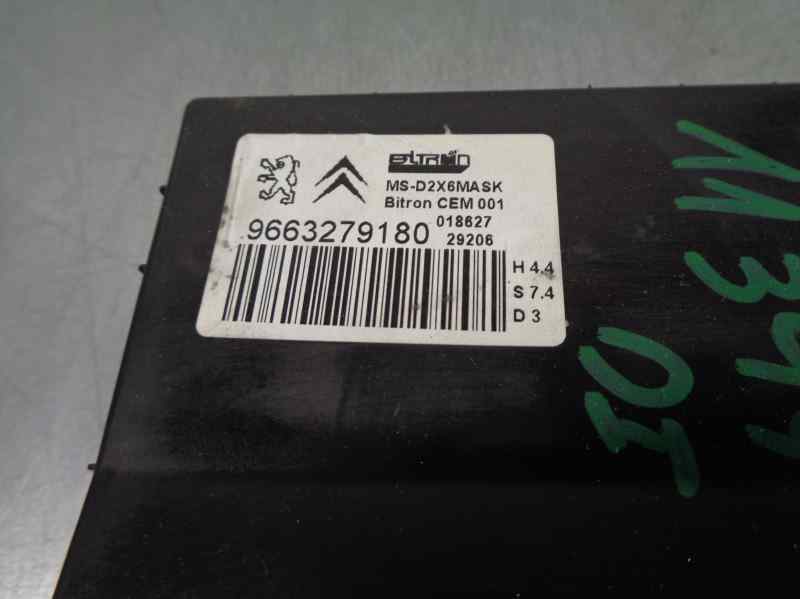 BITRON
MS-D2X6MASK
Bitron CEM 001
018627
9663279180
29206
H 4.4
S 7.4
D 3